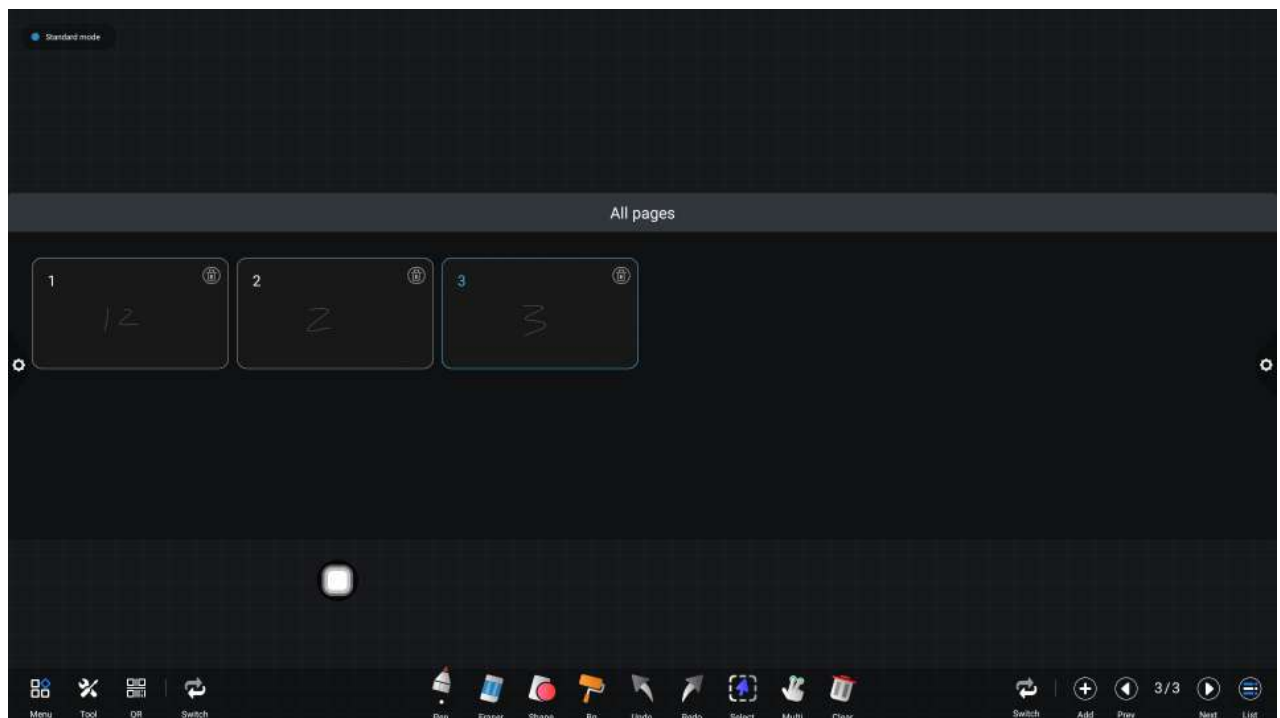 Standard mode
All pages
1
2
3
12
2
3
3/3
Menu
Tool
QR
Switch
Pen
Eraser
Shape
Bg
Undo
Redo
Select
Multi
Clear
Switch
Add
Prev
Next
List